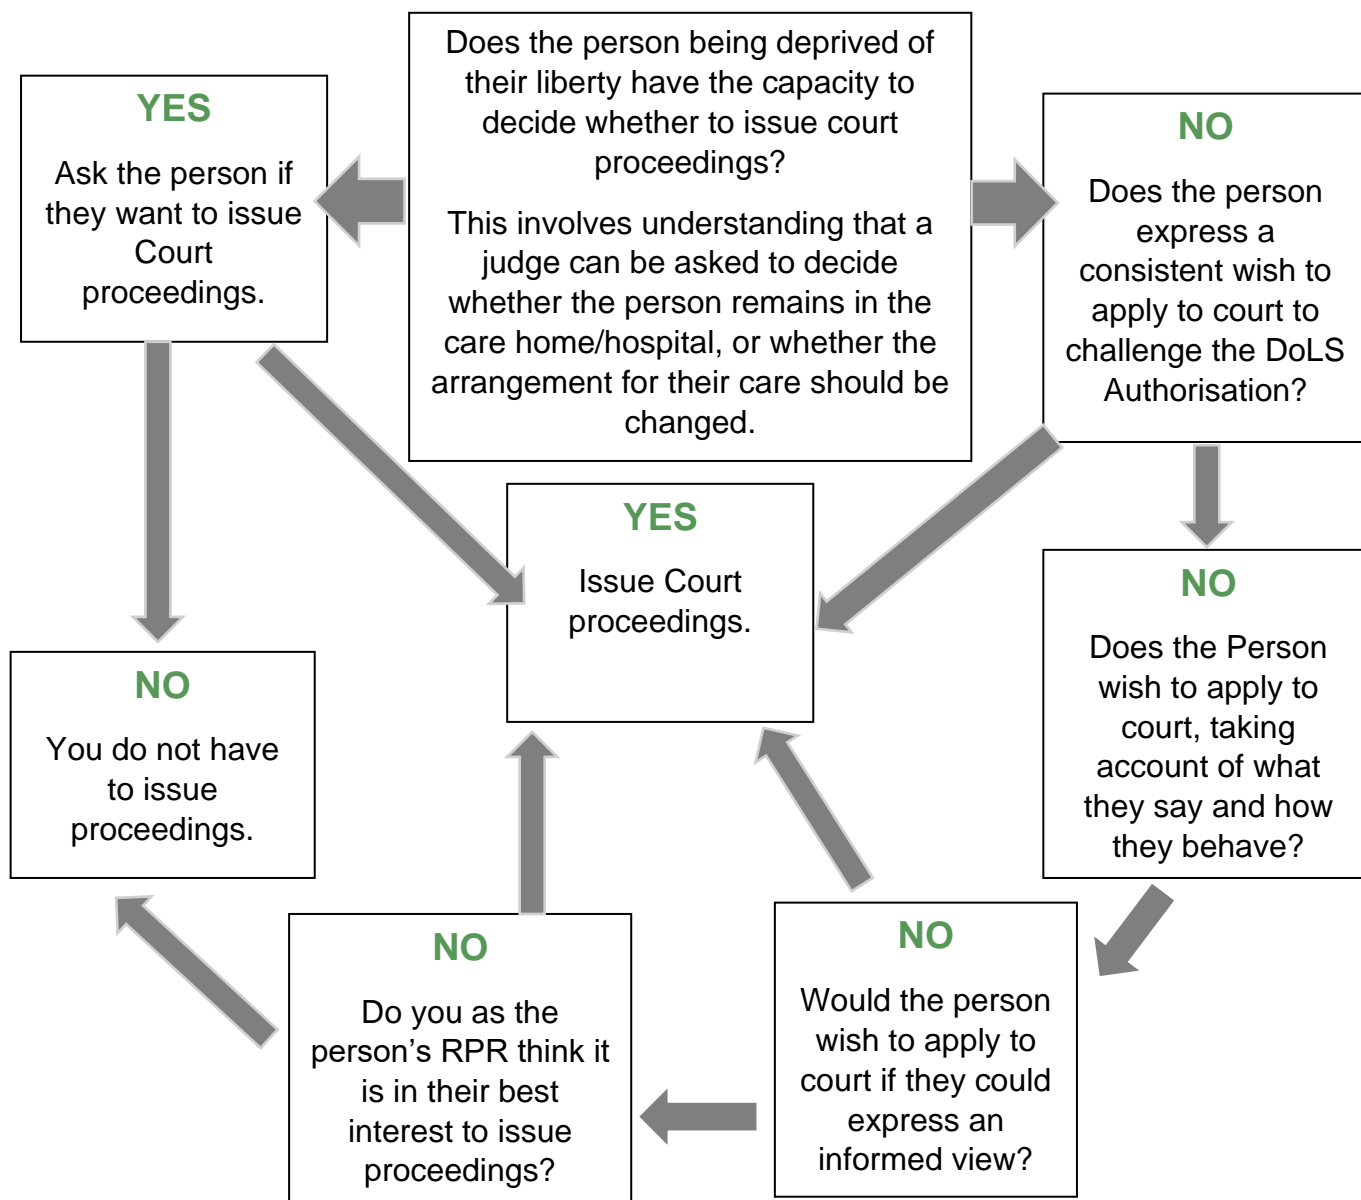 Does the person being deprived of
their liberty have the capacity to
decide whether to issue court
proceedings?
This involves understanding that a
judge can be asked to decide
whether the person remains in the
care home/hospital, or whether the
arrangement for their care should be
changed.
YES
Ask the person if
they want to issue
Court
proceedings.
NO
Does the person
express a
consistent wish to
apply to court to
challenge the DoLS
Authorisation?
YES
Issue Court
proceedings.
NO
Does the Person
wish to apply to
court, taking
account of what
they say and how
they behave?
NO
You do not have
to issue
proceedings.
NO
Do you as the
person’s RPR think it
is in their best
interest to issue
proceedings?
NO
Would the person
wish to apply to
court if they could
express an
informed view?